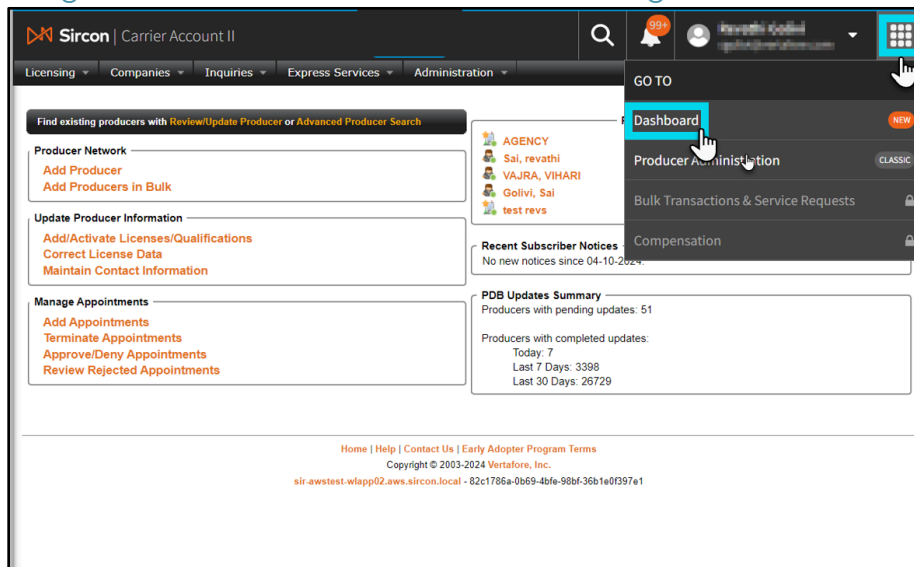 Sircon | Carrier Account II
99+
Licensing Companies Inquiries Express Services Administration
GO TO
Dashboard NEW
Producer Administration CLASSIC
Bulk Transactions & Service Requests
Compensation
Find existing producers with Review/Update Producer or Advanced Producer Search
Producer Network
Add Producer
Add Producers in Bulk
Update Producer Information
Add/Activate Licenses/Qualifications
Correct License Data
Maintain Contact Information
Manage Appointments
Add Appointments
Terminate Appointments
Approve/Deny Appointments
Review Rejected Appointments
AGENCY
Sai, revathi
VAJRA, VIHARI
Golivi, Sai
test revs
Recent Subscriber Notices
No new notices since 04-10-2024.
PDB Updates Summary
Producers with pending updates: 51
Producers with completed updates:
Today: 7
Last 7 Days: 3398
Last 30 Days: 26729
Home | Help | Contact Us | Early Adopter Program Terms
Copyright © 2003-2024 Vertafore, Inc.
sir-awstest-wlapp02.aws.sircon.local - 82c1786a-0b69-4bfe-98bf-36b1e0f397e1